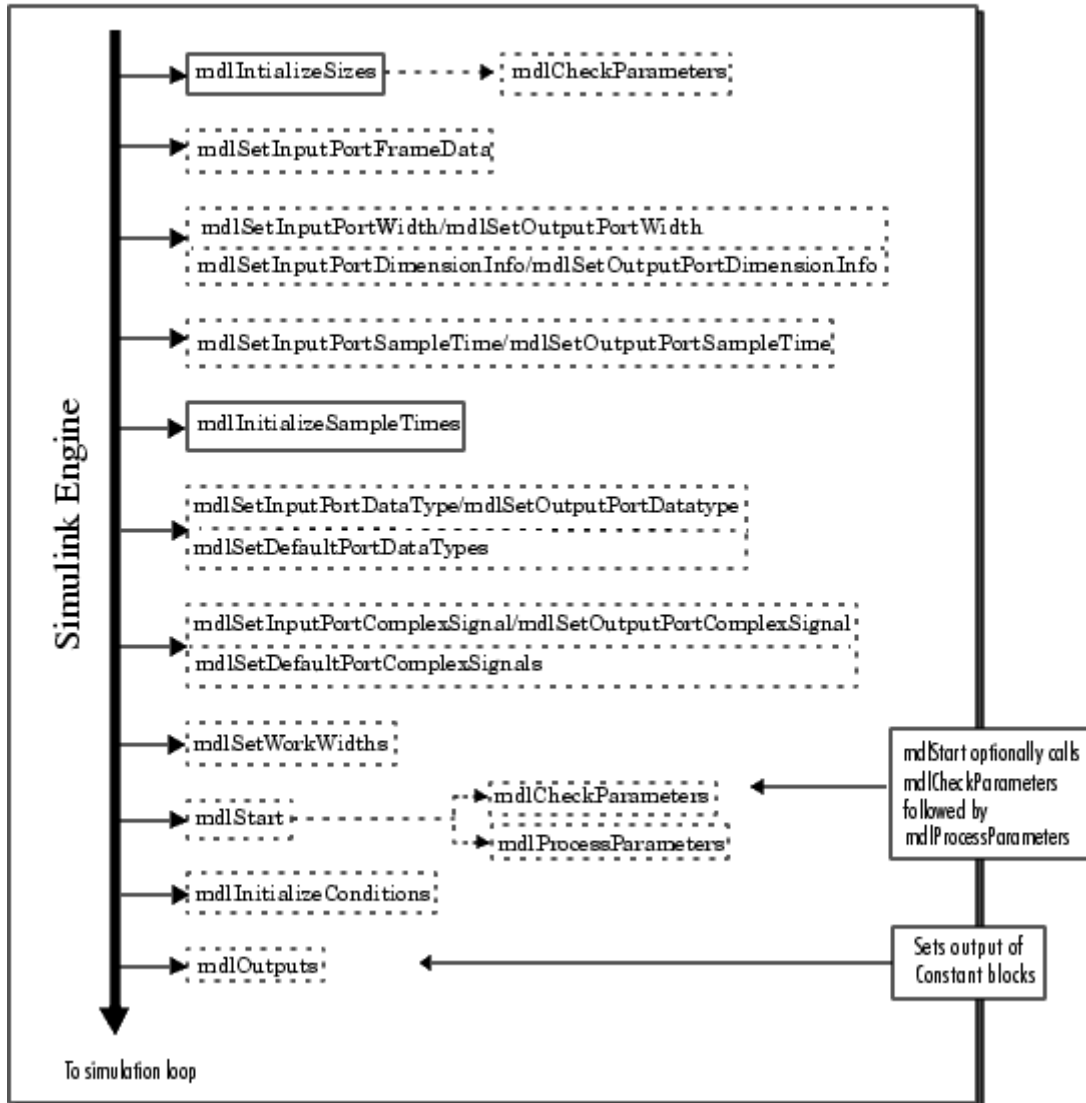 mdlIntializeSizes
mdlCheckParameters
mdlSetInputPortFrameData
mdlSetInputPortWidth/mdlSetOutputPortWidth
mdlSetInputPortDimensionInfo/mdlSetOutputPortDimensionInfo
mdlSetInputPortSampleTime/mdlSetOutputPortSampleTime
mdlInitializeSampleTimes
Simulink Engine
mdlSetInputPortDataType/mdlSetOutputPortDatatype
mdlSetDefaultPortDataTypes
mdlSetInputPortComplexSignal/mdlSetOutputPortComplexSignal
mdlSetDefaultPortComplexSignals
mdlSetWorkWidths
mdlStart
mdlCheckParameters
mdlProcessParameters
mdlStart optionally calls
mdlCheckParameters
followed by
mdlProcessParameters
mdlInitializeConditions
mdlOutputs
Sets output of
Constant blocks
To simulation loop